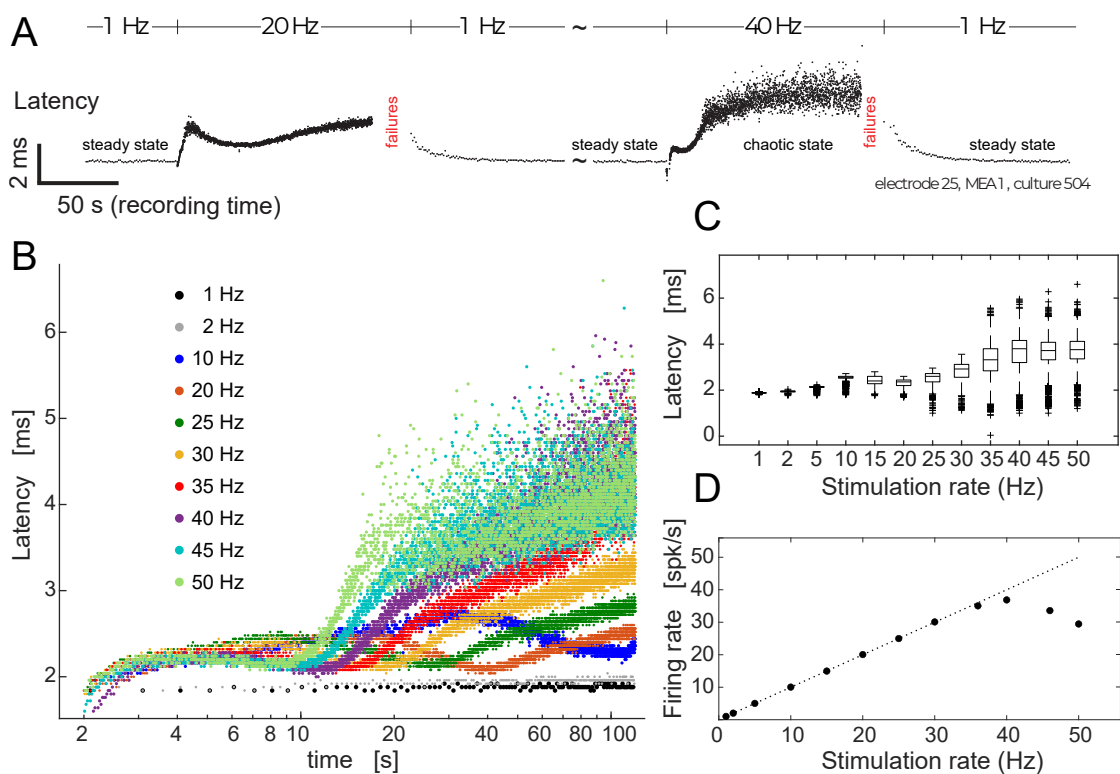 A
1 Hz 20 Hz 1 Hz ~ 40 Hz 1 Hz
Latency
2 ms
50 s (recording time)
steady state
failures
steady state
~
steady state
chaotic state
failures
steady state
electrode 25, MEA 1, culture 504
B
Latency [ms]
6
5
4
3
2
1 Hz
2 Hz
10 Hz
20 Hz
25 Hz
30 Hz
35 Hz
40 Hz
45 Hz
50 Hz
2 4 6 8 10 20 40 60 80 100
time [s]
C
Latency [ms]
6
4
2
0
1 2 5 10 15 20 25 30 35 40 45 50
Stimulation rate (Hz)
D
Firing rate [spk/s]
50
40
30
20
10
0 10 20 30 40 50
Stimulation rate (Hz)